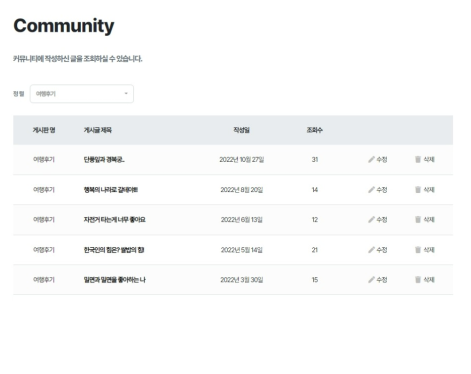 Community
커뮤니티에 작성하신 글을 조회하실 수 있습니다.
정렬 여행후기
게시판 명 게시글 제목 작성일 조회수
여행후기 단풍잎과 경복궁.. 2022년 10월 27일 31 수정 삭제
여행후기 행복의 나라로 갈테야!!! 2022년 8월 20일 14 수정 삭제
여행후기 자전거 타는게 너무 좋아요 2022년 6월 13일 12 수정 삭제
여행후기 한국인의 힘은? 쌀밥의 힘! 2022년 5월 14일 21 수정 삭제
여행후기 밀면과 밀면을 좋아하는 나 2022년 3월 30일 15 수정 삭제